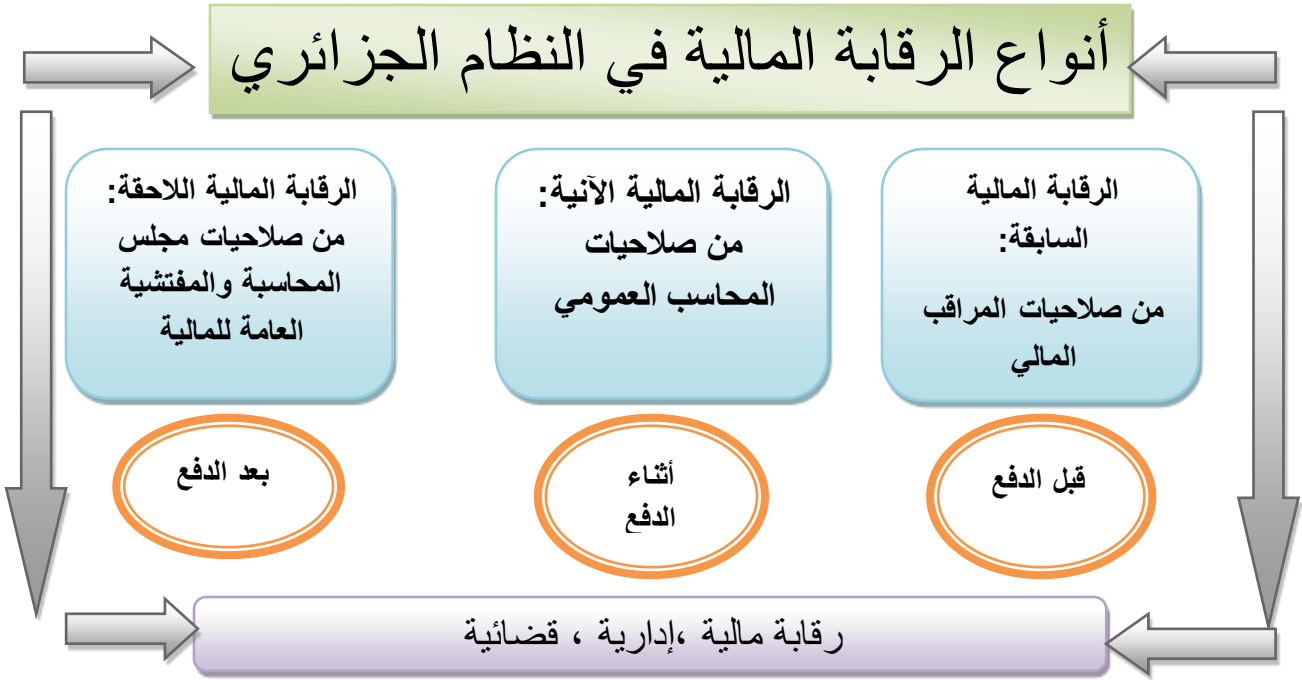 أنواع الرقابة المالية في النظام الجزائري
الرقابة المالية
السابقة:
من صلاحيات المراقب
المالي
الرقابة المالية الآنية:
من صلاحيات
المحاسب العمومي
الرقابة المالية اللاحقة:
من صلاحيات مجلس
المحاسبة والمفتشية
العامة للمالية
قبل الدفع
أثناء
الدفع
بعد الدفع
رقابة مالية ،إدارية ، قضائية